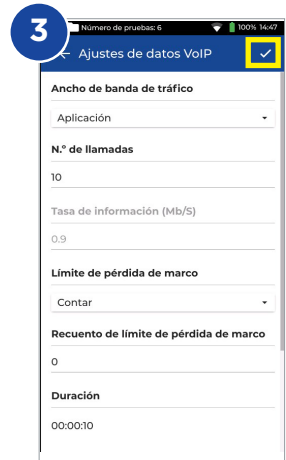 3
Número de pruebas: 6 100% 14:47
Ajustes de datos VoIP
Ancho de banda de tráfico
Aplicación
N.º de llamadas
10
Tasa de información (Mb/S)
0.9
Límite de pérdida de marco
Contar
Recuento de límite de pérdida de marco
0
Duración
00:00:10